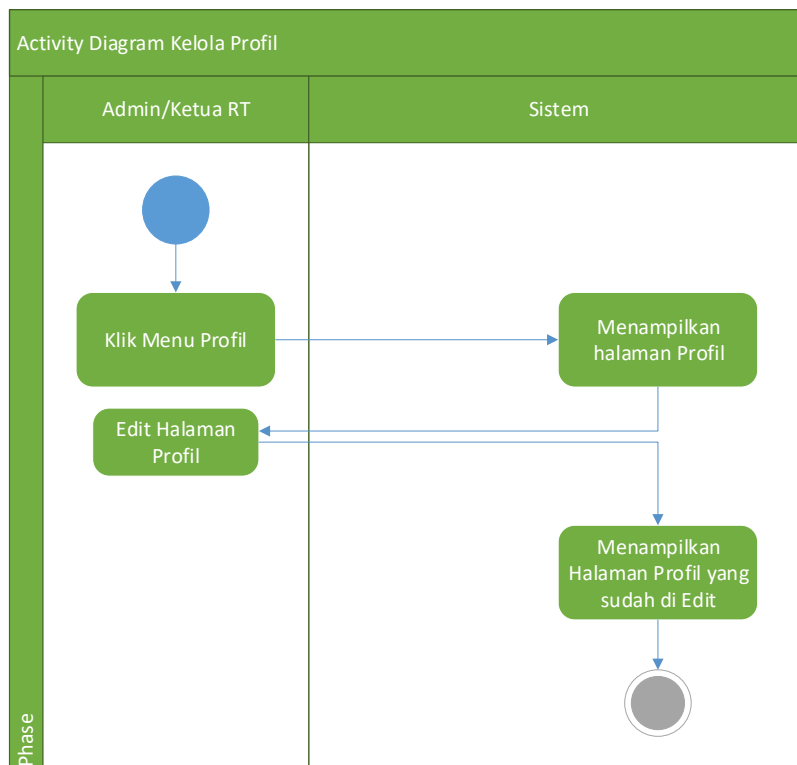 Activity Diagram Kelola Profil
Admin/Ketua RT
Sistem
Klik Menu Profil
Menampilkan
halaman Profil
Edit Halaman
Profil
Menampilkan
Halaman Profil yang
sudah di Edit
Phase